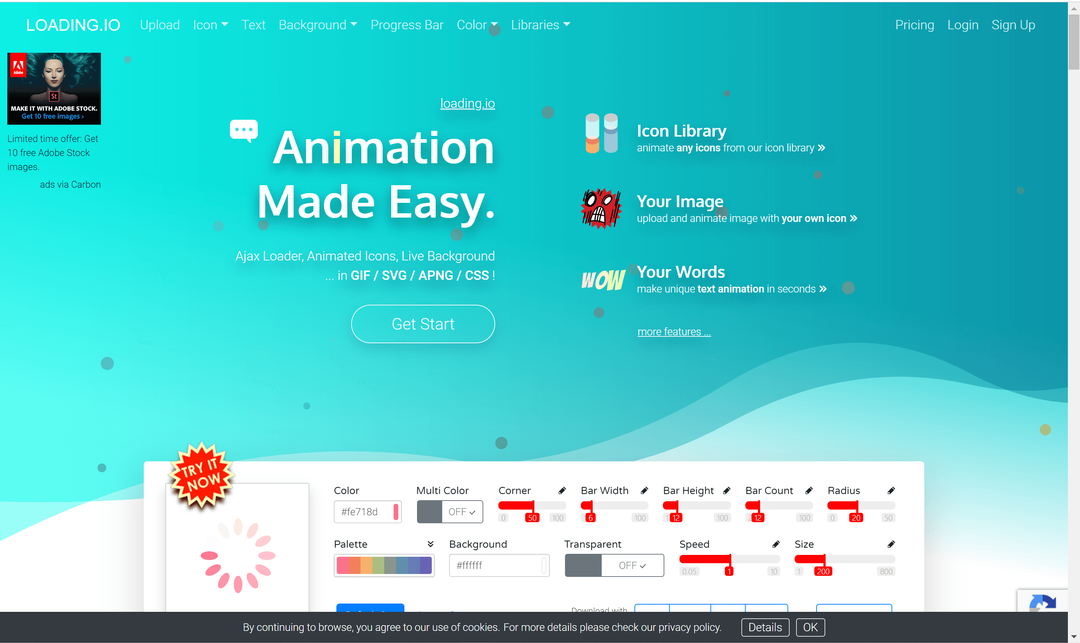 LOADING.IO
Upload
Icon
Text
Background
Progress Bar
Color
Libraries
Pricing
Login
Sign Up
Adobe
St
MAKE IT WITH ADOBE STOCK.
Get 10 free images ›
Limited time offer: Get
10 free Adobe Stock
images.
ads via Carbon
loading.io
Animation
Made Easy.
Ajax Loader, Animated Icons, Live Background
... in GIF / SVG / APNG / CSS !
Get Start
Icon Library
animate any icons from our icon library »
Your Image
upload and animate image with your own icon »
WOW
Your Words
make unique text animation in seconds »
more features ...
TRY IT
NOW
Color
#fe718d
Multi Color
OFF ✓
Corner
0 50 100
Bar Width
6 100
Bar Height
12 100
Bar Count
12 100
Radius
0 20 50
Palette
Background
#ffffff
Transparent
OFF ✓
Speed
0.05 1 10
Size
1 200 800
Download with
By continuing to browse, you agree to our use of cookies. For more details please check our privacy policy.
Details
OK